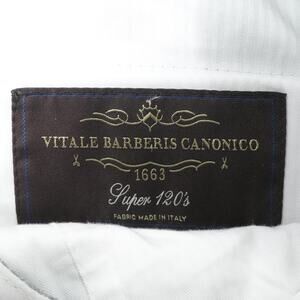 VITALE BARBERIS CANONICO
1663
Super 120's
FABRIC MADE IN ITALY